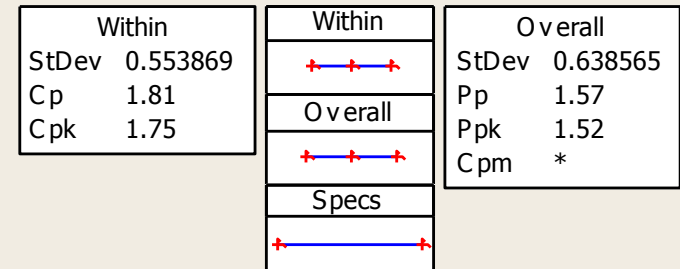 Within
StDev 0.553869
Cp 1.81
Cpk 1.75
Within
Overall
Specs
Overall
StDev 0.638565
Pp 1.57
Ppk 1.52
Cpm *